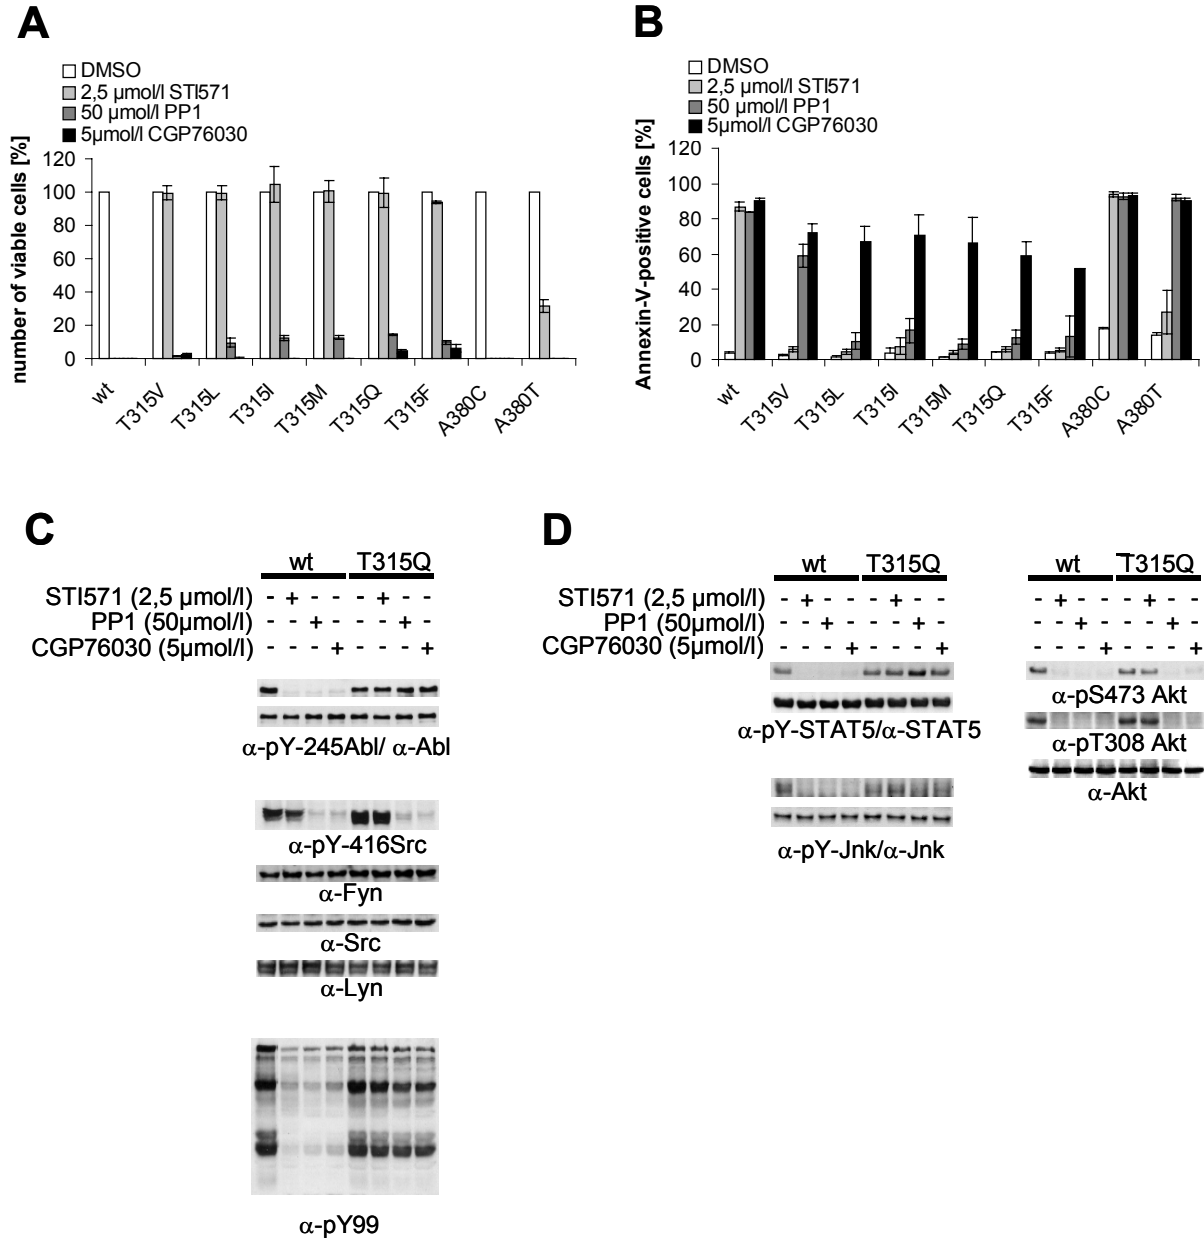 A
DMSO
2,5 µmol/l STI571
50 µmol/l PP1
5µmol/l CGP76030
number of viable cells [%]
120
100
80
60
40
20
0
wt
T315V
T315L
T315I
T315M
T315Q
T315F
A380C
A380T
B
DMSO
2,5 µmol/l STI571
50 µmol/l PP1
5µmol/l CGP76030
Annexin-V-positive cells [%]
120
100
80
60
40
20
0
wt
T315V
T315L
T315I
T315M
T315Q
T315F
A380C
A380T
C
wt T315Q
STI571 (2,5 µmol/l) - + - - - + - -
PP1 (50µmol/l) - - + - - - + -
CGP76030 (5µmol/l) - - - + - - - +
α-pY-245Abl/ α-Abl
α-pY-416Src
α-Fyn
α-Src
α-Lyn
α-pY99
D
wt T315Q
STI571 (2,5 µmol/l) - + - - - + - -
PP1 (50µmol/l) - - + - - - + -
CGP76030 (5µmol/l) - - - + - - - +
α-pY-STAT5/α-STAT5
α-pY-Jnk/α-Jnk
wt T315Q
- + - - - + - -
- - + - - - + -
- - - + - - - +
α-pS473 Akt
α-pT308 Akt
α-Akt